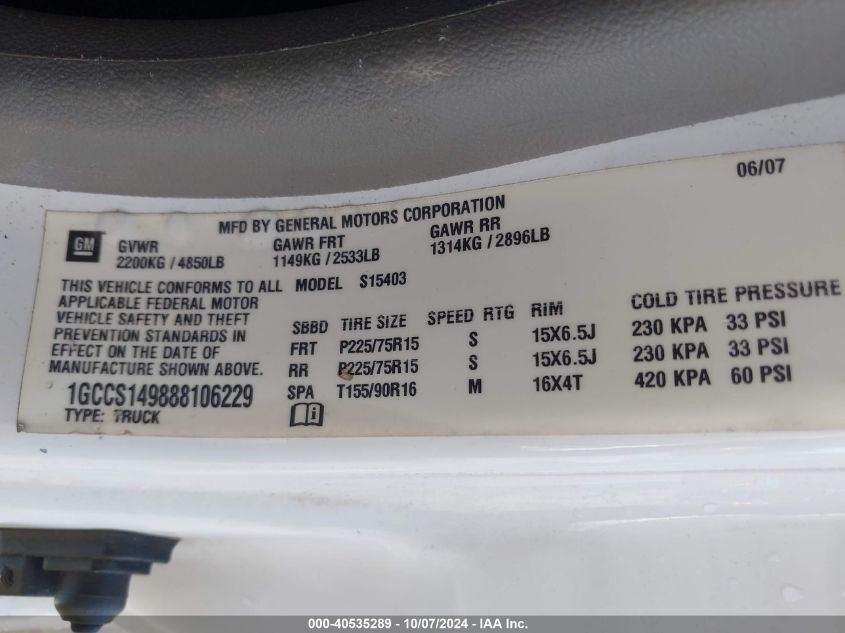 06/07
MFD BY GENERAL MOTORS CORPORATION
GM
GVWR GAWR FRT GAWR RR
2200KG / 4850LB 1149KG / 2533LB 1314KG / 2896LB
THIS VEHICLE CONFORMS TO ALL
APPLICABLE FEDERAL MOTOR
VEHICLE SAFETY AND THEFT
PREVENTION STANDARDS IN
EFFECT ON THE DATE OF
MANUFACTURE SHOWN ABOVE.
1GCCS149888106229
TYPE: TRUCK
MODEL S15403
SBBD TIRE SIZE SPEED RTG RIM COLD TIRE PRESSURE
FRT P225/75R15 S 15X6.5J 230 KPA 33 PSI
RR P225/75R15 S 15X6.5J 230 KPA 33 PSI
SPA T155/90R16 M 16X4T 420 KPA 60 PSI
000-40535289 - 10/07/2024 - IAA Inc.